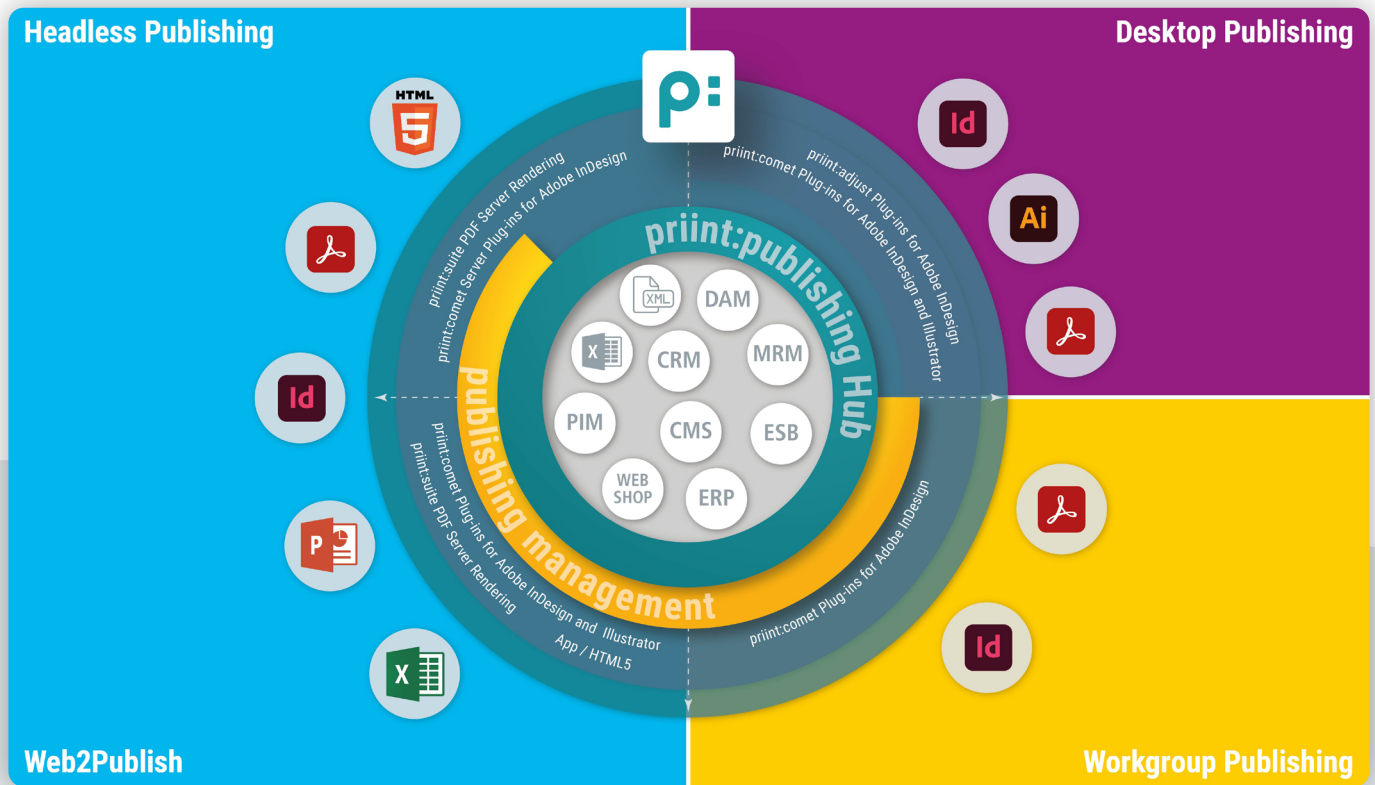 Headless Publishing
Desktop Publishing
p:
HTML
5
Id
Ai
priint:suite PDF Server Rendering
priint:comet Server Plug-ins for Adobe InDesign
priint:adjust Plug-ins for Adobe InDesign
priint:comet Plug-ins for Adobe InDesign and Illustrator
priint:publishing Hub
XML
DAM
X
CRM
MRM
PIM
CMS
ESB
WEB
SHOP
ERP
Id
publishing management
priint:comet Plug-ins for Adobe InDesign and Illustrator
priint:suite PDF Server Rendering
App / HTML5
priint:comet Plug-ins for Adobe InDesign
P
X
Id
Web2Publish
Workgroup Publishing